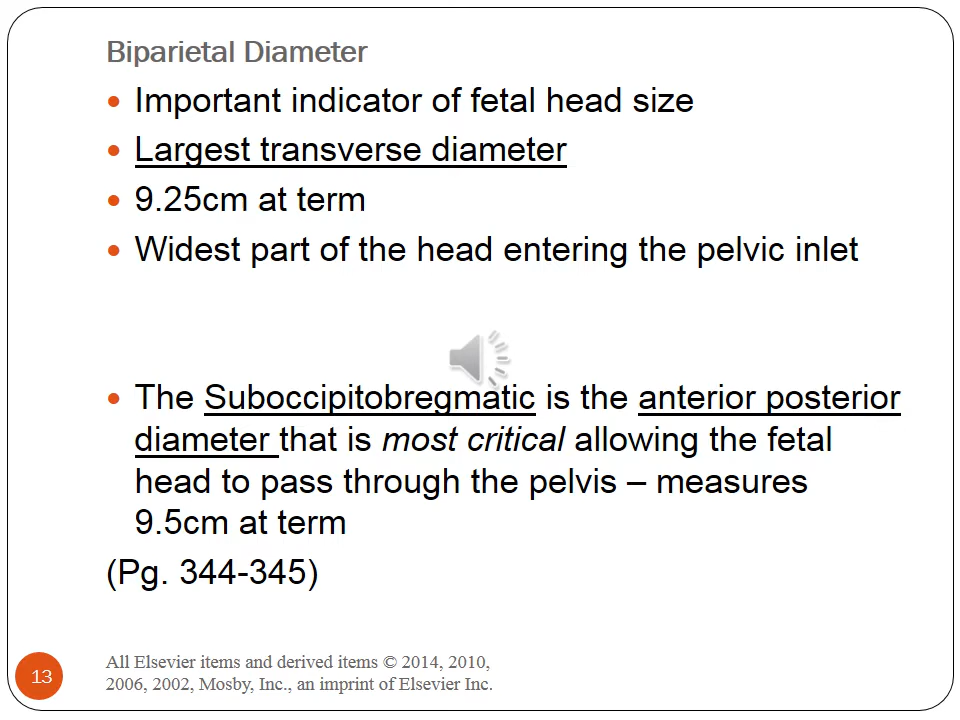 Biparietal Diameter
• Important indicator of fetal head size
• Largest transverse diameter
• 9.25cm at term
• Widest part of the head entering the pelvic inlet
• The Suboccipitobregmatic is the anterior posterior
diameter that is most critical allowing the fetal
head to pass through the pelvis – measures
9.5cm at term
(Pg. 344-345)
All Elsevier items and derived items © 2014, 2010,
2006, 2002, Mosby, Inc., an imprint of Elsevier Inc.
13